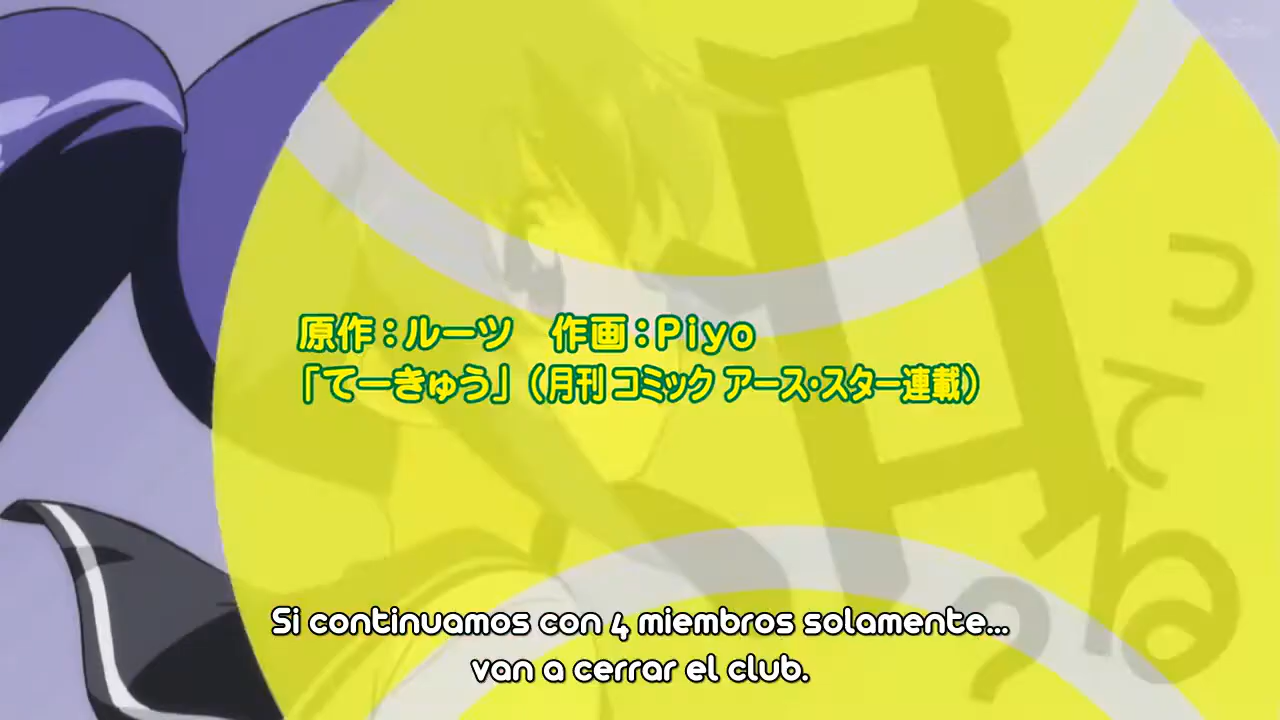 原作：ルーツ　作画：Piyo
「てーきゅう」（月刊 コミック アース・スター連載）
Si continuamos con 4 miembros solamente...
van a cerrar el club.